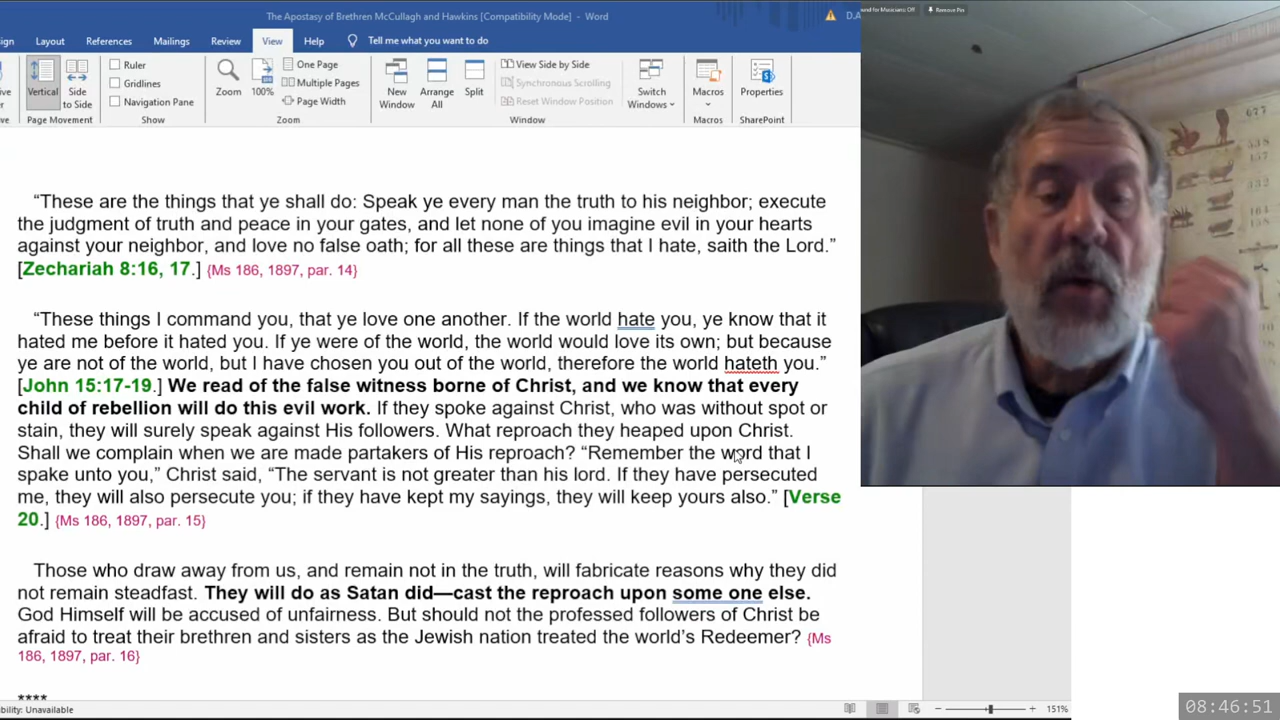 The Apostasy of Brethren McCullagh and Hawkins [Compatibility Mode] - Word
D.A
Layout References Mailings Review View Help Tell me what you want to do
Ruler
Gridlines
Navigation Pane
Vertical
Side to Side
Page Movement
Show
Zoom
100%
One Page
Multiple Pages
Page Width
Zoom
New Window
Arrange All
Split
View Side by Side
Synchronous Scrolling
Reset Window Position
Window
Switch Windows
Macros
Macros
Properties
SharePoint
Remove Pin
677
538
“These are the things that ye shall do: Speak ye every man the truth to his neighbor; execute
the judgment of truth and peace in your gates, and let none of you imagine evil in your hearts
against your neighbor, and love no false oath; for all these are things that I hate, saith the Lord.”
[Zechariah 8:16, 17.] {Ms 186, 1897, par. 14}
“These things I command you, that ye love one another. If the world hate you, ye know that it
hated me before it hated you. If ye were of the world, the world would love its own; but because
ye are not of the world, but I have chosen you out of the world, therefore the world hateth you.”
[John 15:17-19.] We read of the false witness borne of Christ, and we know that every
child of rebellion will do this evil work. If they spoke against Christ, who was without spot or
stain, they will surely speak against His followers. What reproach they heaped upon Christ.
Shall we complain when we are made partakers of His reproach? “Remember the word that I
spake unto you,” Christ said, “The servant is not greater than his lord. If they have persecuted
me, they will also persecute you; if they have kept my sayings, they will keep yours also.” [Verse
20.] {Ms 186, 1897, par. 15}
Those who draw away from us, and remain not in the truth, will fabricate reasons why they did
not remain steadfast. They will do as Satan did—cast the reproach upon some one else.
God Himself will be accused of unfairness. But should not the professed followers of Christ be
afraid to treat their brethren and sisters as the Jewish nation treated the world’s Redeemer? {Ms
186, 1897, par. 16}
****
bility: Unavailable
151%
08:46:51